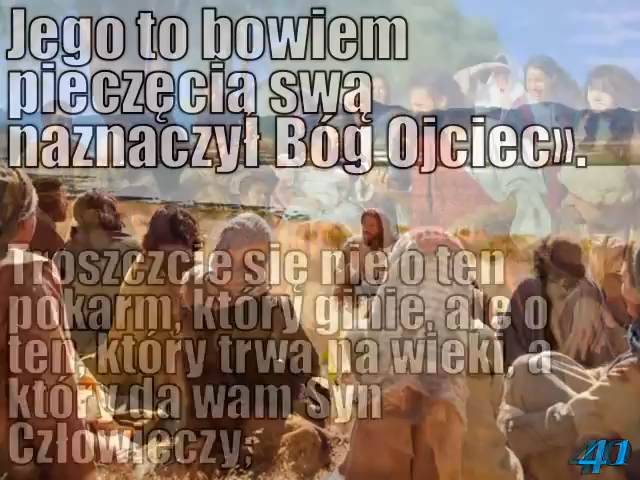 Jego to bowiem
pieczęcią swą
naznaczył Bóg Ojciec».
Troszczcie się nie o ten
pokarm, który ginie, ale o
ten, który trwa na wieki a
który da wam Syn
Człowieczy;
40